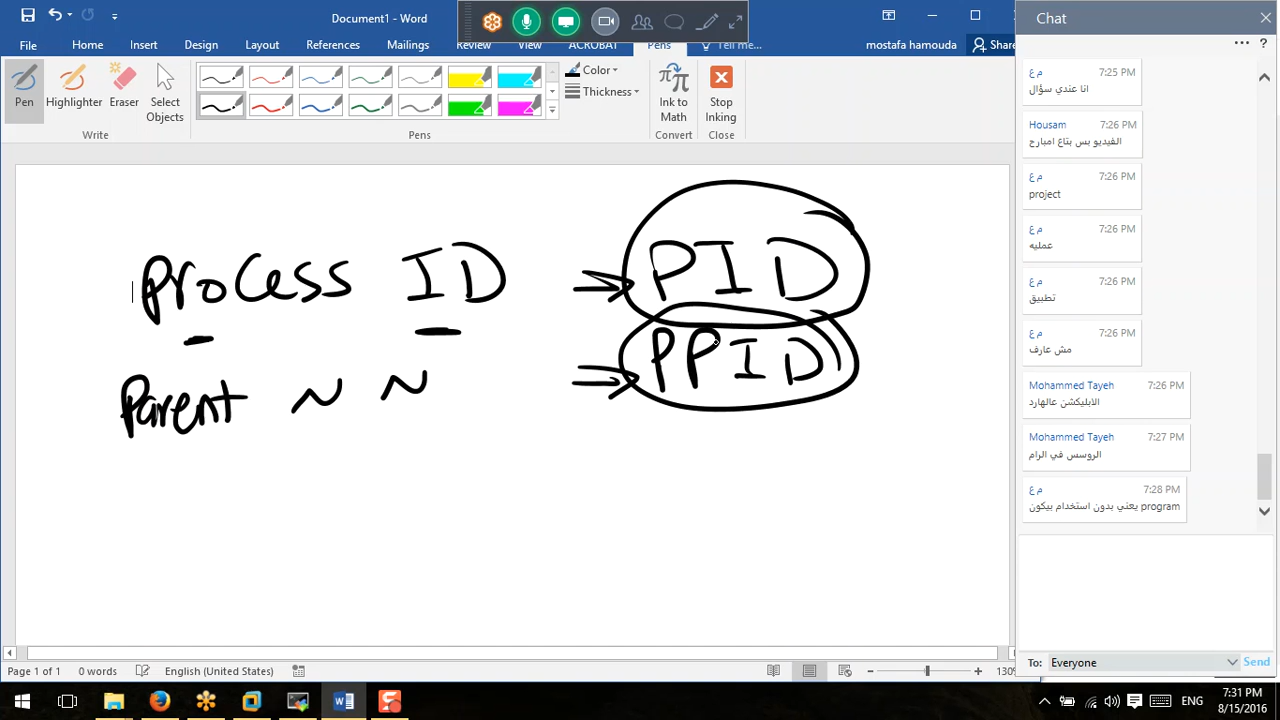 Document1 - Word
File Home Insert Design Layout References Mailings Review View ACROBAT Pens Tell me... mostafa hamouda Share
Pen Highlighter Eraser Select Objects
Color
Thickness
Ink to Math
Stop Inking
Write Pens Convert Close
process ID ⇒ PID
Parent ~ ~ ⇒ PPID
Page 1 of 1 0 words English (United States) 130%
Chat
م ع 7:25 PM
انا عندي سؤال
Housam 7:26 PM
الفيديو بس بتاع امبارح
م ع 7:26 PM
project
م ع 7:26 PM
عمليه
م ع 7:26 PM
تطبيق
م ع 7:26 PM
مش عارف
Mohammed Tayeh 7:26 PM
الابليكشن عالهارد
Mohammed Tayeh 7:27 PM
الروسس في الرام
م ع 7:28 PM
يعني بدون استخدام بيكون program
To: Everyone Send
ENG 7:31 PM
8/15/2016